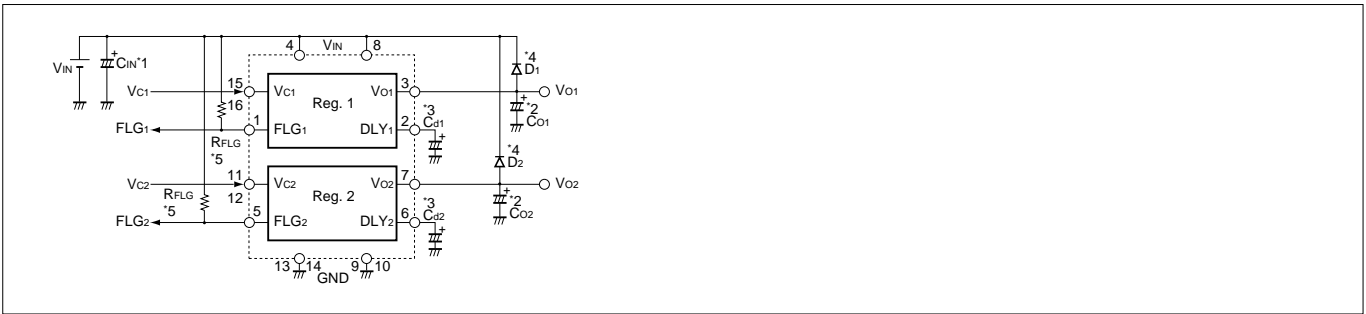 4 VIN 8
VIN
+
CIN*1
*4
D1
VC1
15
16
VC1
Reg. 1
VO1
3
VO1
+
*2
CO1
FLG1
1
FLG1
DLY1
2
*3
Cd1
+
RFLG
*5
*4
D2
VC2
11
12
VC2
Reg. 2
VO2
7
VO2
RFLG
*5
+
*2
CO2
FLG2
5
FLG2
DLY2
6
*3
Cd2
+
13 14 9 10
GND